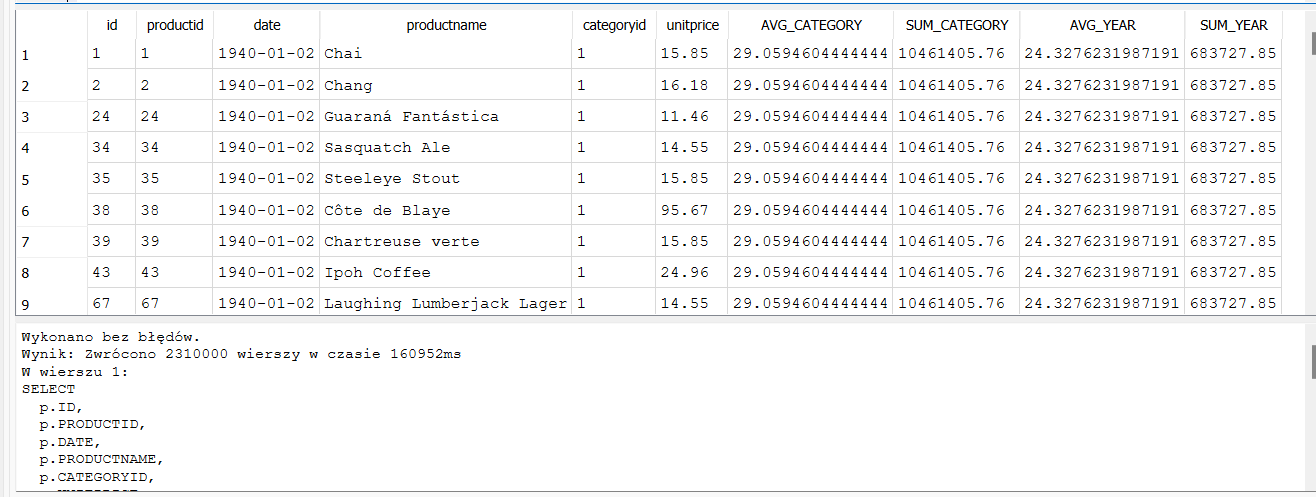 id productid date productname categoryid unitprice AVG_CATEGORY SUM_CATEGORY AVG_YEAR SUM_YEAR
1 1 1 1940-01-02 Chai 1 15.85 29.0594604444444 10461405.76 24.3276231987191 683727.85
2 2 2 1940-01-02 Chang 1 16.18 29.0594604444444 10461405.76 24.3276231987191 683727.85
3 24 24 1940-01-02 Guaraná Fantástica 1 11.46 29.0594604444444 10461405.76 24.3276231987191 683727.85
4 34 34 1940-01-02 Sasquatch Ale 1 14.55 29.0594604444444 10461405.76 24.3276231987191 683727.85
5 35 35 1940-01-02 Steeleye Stout 1 15.85 29.0594604444444 10461405.76 24.3276231987191 683727.85
6 38 38 1940-01-02 Côte de Blaye 1 95.67 29.0594604444444 10461405.76 24.3276231987191 683727.85
7 39 39 1940-01-02 Chartreuse verte 1 15.85 29.0594604444444 10461405.76 24.3276231987191 683727.85
8 43 43 1940-01-02 Ipoh Coffee 1 24.96 29.0594604444444 10461405.76 24.3276231987191 683727.85
9 67 67 1940-01-02 Laughing Lumberjack Lager 1 14.55 29.0594604444444 10461405.76 24.3276231987191 683727.85
Wykonano bez błędów.
Wynik: Zwrócono 2310000 wierszy w czasie 160952ms
W wierszu 1:
SELECT
p.ID,
p.PRODUCTID,
p.DATE,
p.PRODUCTNAME,
p.CATEGORYID,